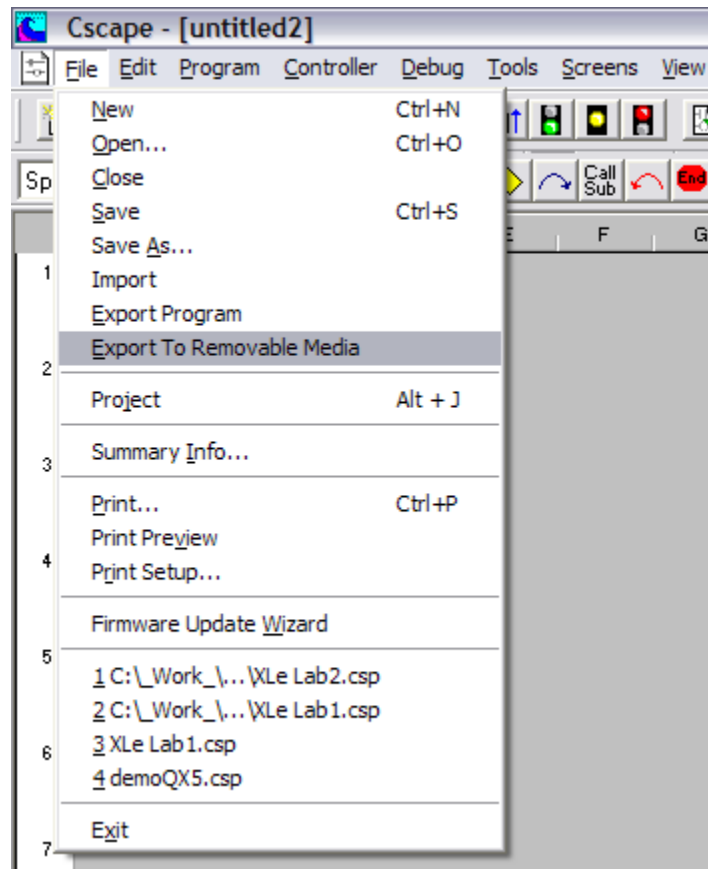 Cscape - [untitled2]
File Edit Program Controller Debug Tools Screens View
New Ctrl+N
Open... Ctrl+O
Close
Sp
Call Sub
End
Save Ctrl+S
Save As...
E F G
1
Import
Export Program
Export To Removable Media
2
Project Alt + J
Summary Info...
3
Print... Ctrl+P
Print Preview
4
Print Setup...
Firmware Update Wizard
5
1 C:\_Work_\...\XLe Lab2.csp
2 C:\_Work_\...\XLe Lab1.csp
3 XLe Lab1.csp
6
4 demoQX5.csp
Exit
7